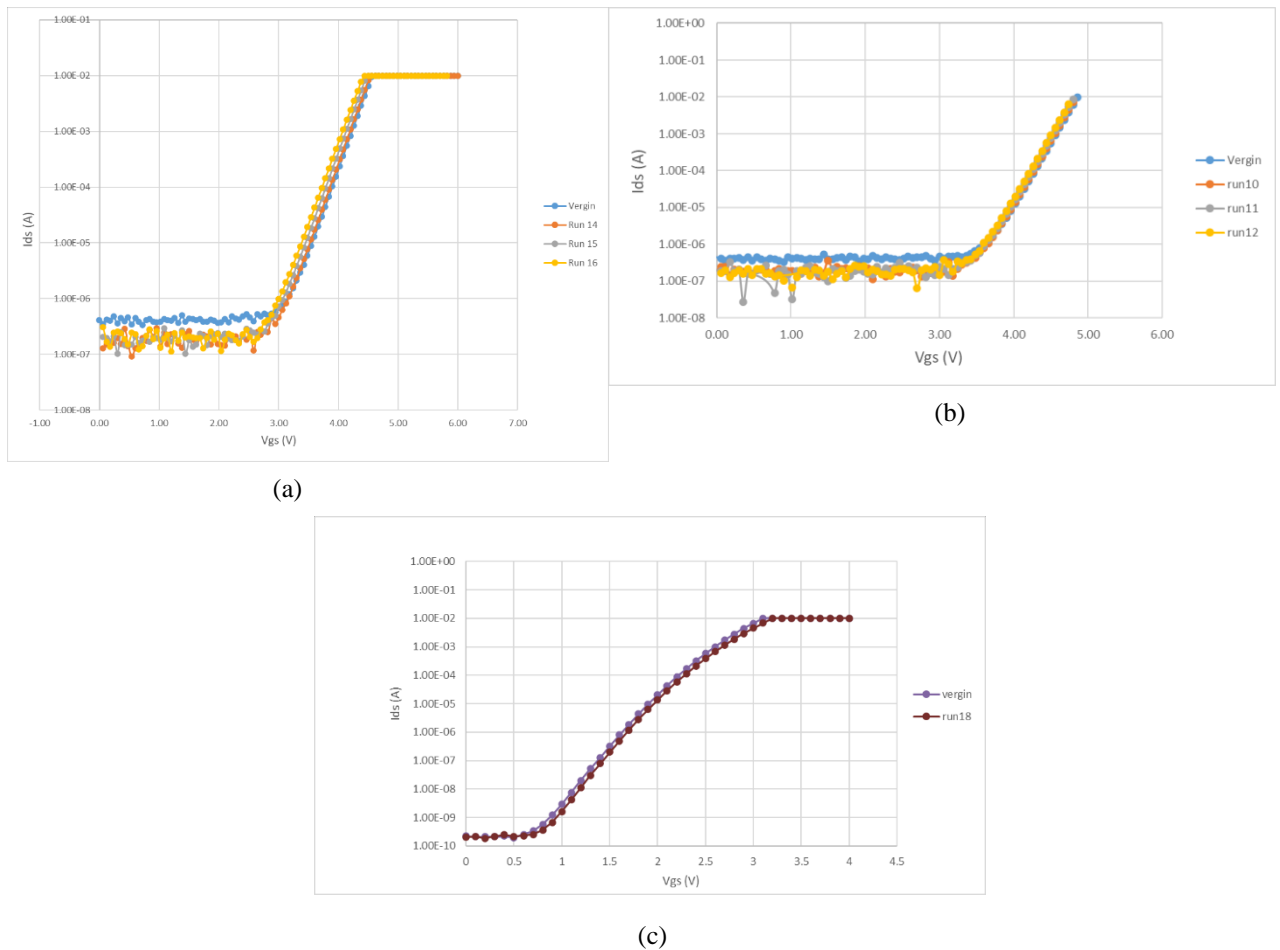 1.00E-01
1.00E-02
1.00E-03
1.00E-04
1.00E-05
1.00E-06
1.00E-07
1.00E-08
-1.00 0.00 1.00 2.00 3.00 4.00 5.00 6.00 7.00
Ids (A)
Vgs (V)
Vergin
Run 14
Run 15
Run 16
(a)
1.00E+00
1.00E-01
1.00E-02
1.00E-03
1.00E-04
1.00E-05
1.00E-06
1.00E-07
1.00E-08
0.00 1.00 2.00 3.00 4.00 5.00 6.00
Ids (A)
Vgs (V)
Vergin
run10
run11
run12
(b)
1.00E+00
1.00E-01
1.00E-02
1.00E-03
1.00E-04
1.00E-05
1.00E-06
1.00E-07
1.00E-08
1.00E-09
1.00E-10
0 0.5 1 1.5 2 2.5 3 3.5 4 4.5
Ids (A)
Vgs (V)
vergin
run18
(c)